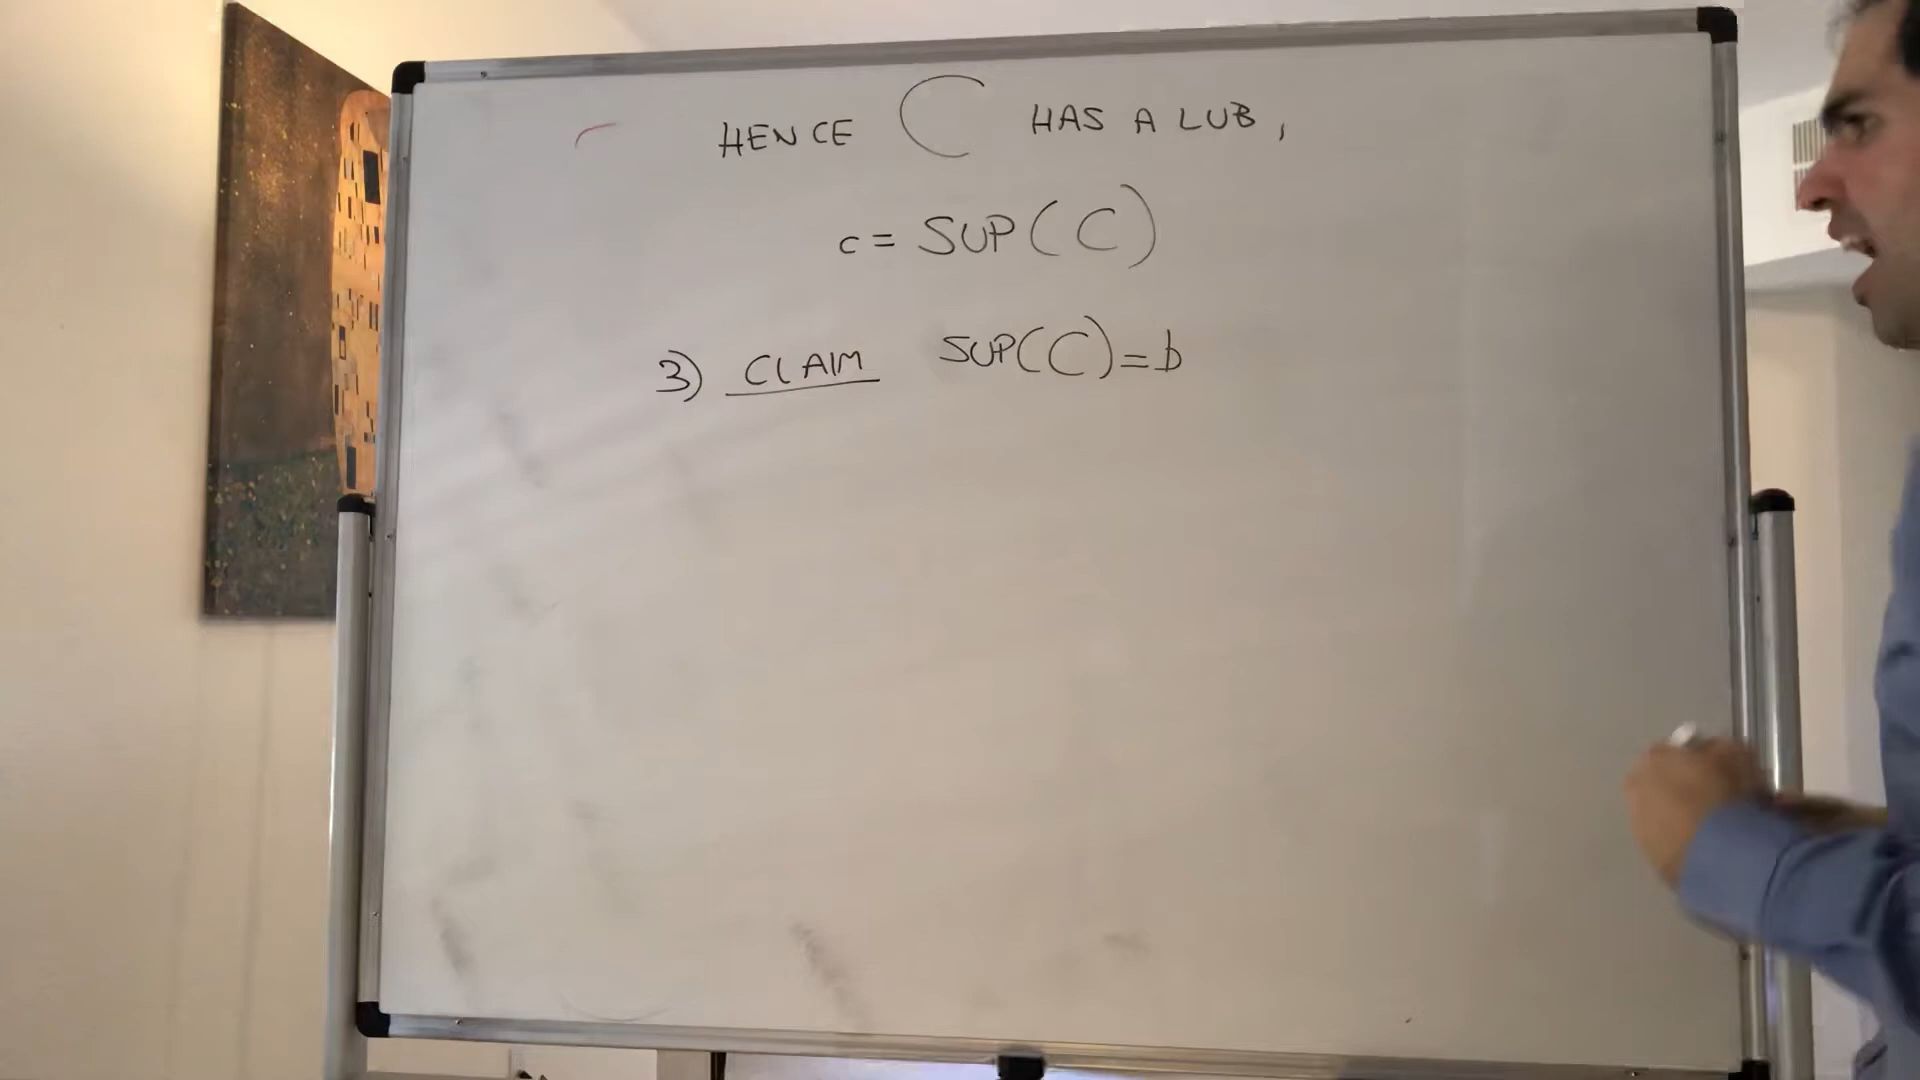 HENCE C HAS A LUB,
c = SUP(C)
3) CLAIM SUP(C) = b